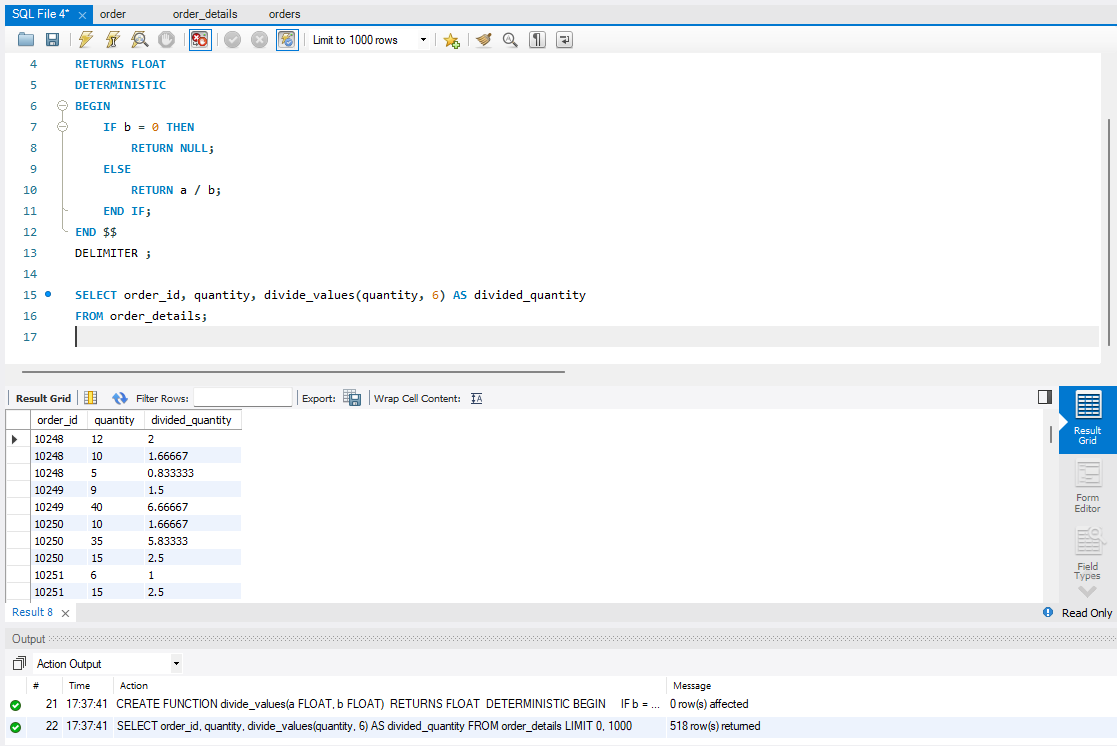 SQL File 4* × order order_details orders
Limit to 1000 rows
4 RETURNS FLOAT
5 DETERMINISTIC
6 BEGIN
7 IF b = 0 THEN
8 RETURN NULL;
9 ELSE
10 RETURN a / b;
11 END IF;
12 END $$
13 DELIMITER ;
14
15 SELECT order_id, quantity, divide_values(quantity, 6) AS divided_quantity
16 FROM order_details;
17
Result Grid Filter Rows: Export: Wrap Cell Content:
order_id quantity divided_quantity
10248 12 2
10248 10 1.66667
10248 5 0.833333
10249 9 1.5
10249 40 6.66667
10250 10 1.66667
10250 35 5.83333
10250 15 2.5
10251 6 1
10251 15 2.5
Result
Grid
Form
Editor
Field
Types
Result 8 × Read Only
Output
Action Output
# Time Action Message
21 17:37:41 CREATE FUNCTION divide_values(a FLOAT, b FLOAT) RETURNS FLOAT DETERMINISTIC BEGIN IF b = ... 0 row(s) affected
22 17:37:41 SELECT order_id, quantity, divide_values(quantity, 6) AS divided_quantity FROM order_details LIMIT 0, 1000 518 row(s) returned